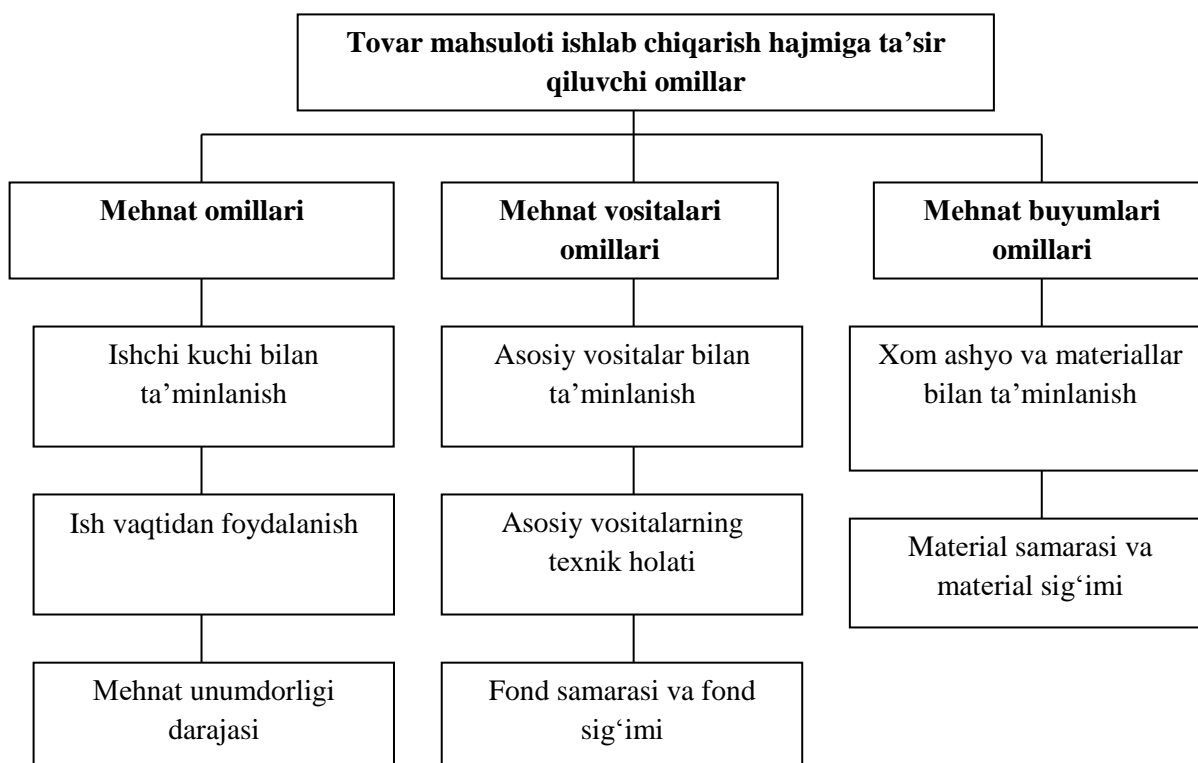 Tovar mahsuloti ishlab chiqarish hajmiga ta’sir
qiluvchi omillar
Mehnat omillari
Mehnat vositalari
omillari
Mehnat buyumlari
omillari
Ishchi kuchi bilan
ta’minlanish
Asosiy vositalar bilan
ta’minlanish
Xom ashyo va materiallar
bilan ta’minlanish
Ish vaqtidan foydalanish
Asosiy vositalarning
texnik holati
Material samarasi va
material sig‘imi
Mehnat unumdorligi
darajasi
Fond samarasi va fond
sig‘imi